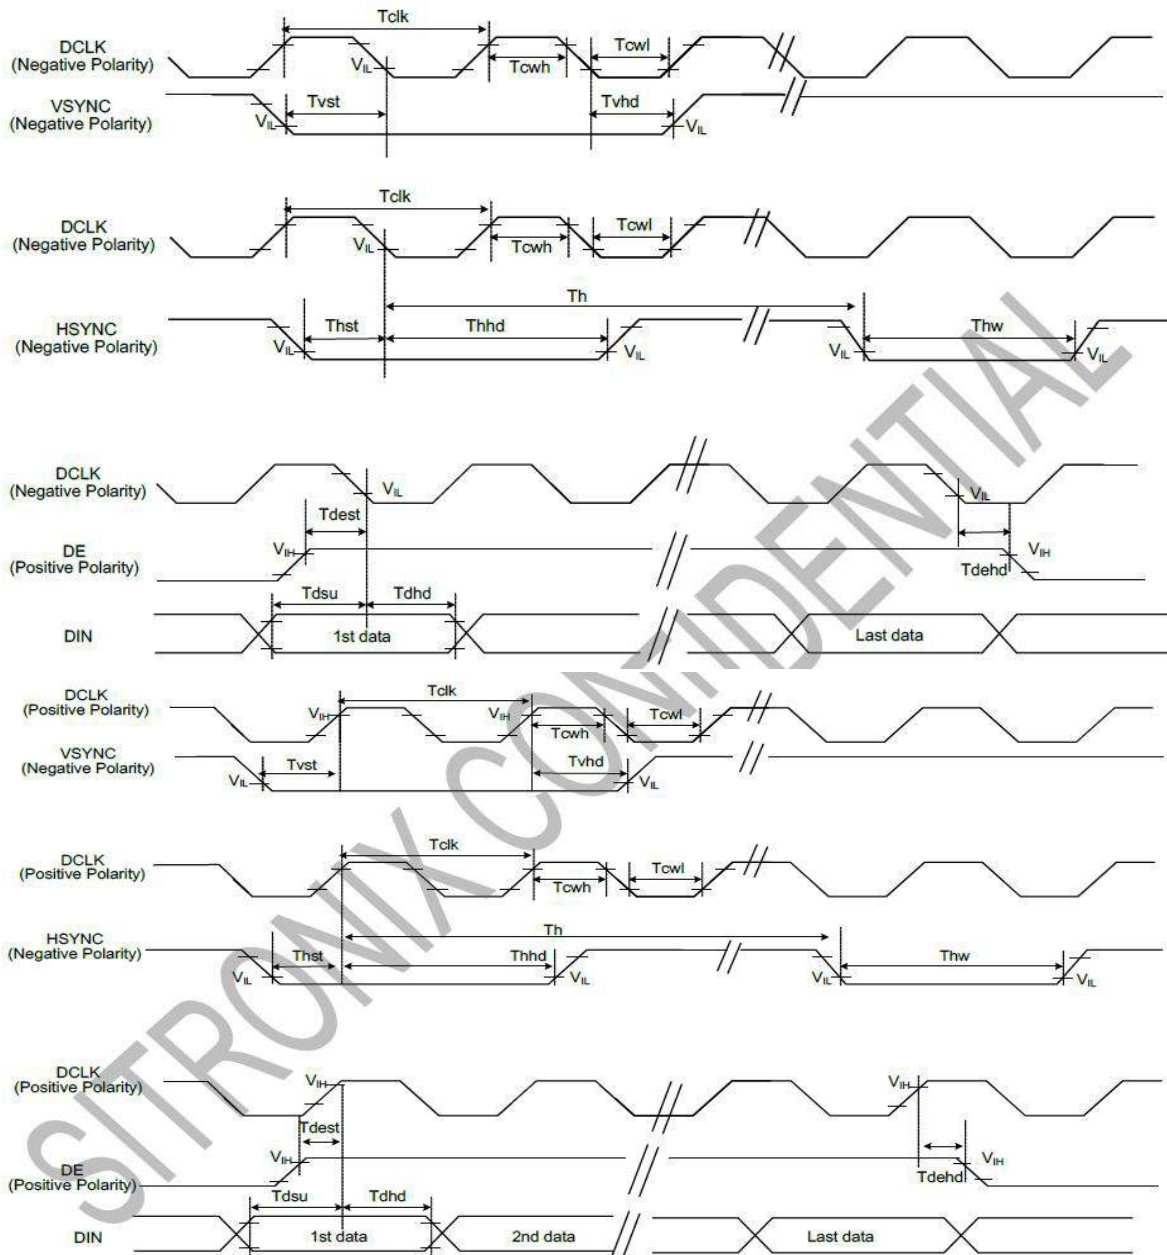 Tclk
DCLK
(Negative Polarity)
VIL
Tcwh
Tcwl
VSYNC
(Negative Polarity)
Tvst
Tvhd
VIL
VIL
Tclk
DCLK
(Negative Polarity)
VIL
Tcwh
Tcwl
Th
HSYNC
(Negative Polarity)
Thst
Thhd
Thw
VIL
VIL
VIL
VIL
DCLK
(Negative Polarity)
VIL
VIL
Tdest
DE
(Positive Polarity)
VIH
VIH
Tdehd
Tdsu
Tdhd
DIN
1st data
Last data
DCLK
(Positive Polarity)
Tclk
VIH
VIH
Tcwh
Tcwl
VSYNC
(Negative Polarity)
Tvst
Tvhd
VIL
VIL
Tclk
DCLK
(Positive Polarity)
Tcwh
Tcwl
Th
HSYNC
(Negative Polarity)
Thst
Thhd
Thw
VIL
VIL
VIL
VIL
DCLK
(Positive Polarity)
VIH
VIH
Tdest
DE
(Positive Polarity)
VIH
VIH
Tdehd
Tdsu
Tdhd
DIN
1st data
2nd data
Last data
SITRONIX CONFIDENTIAL